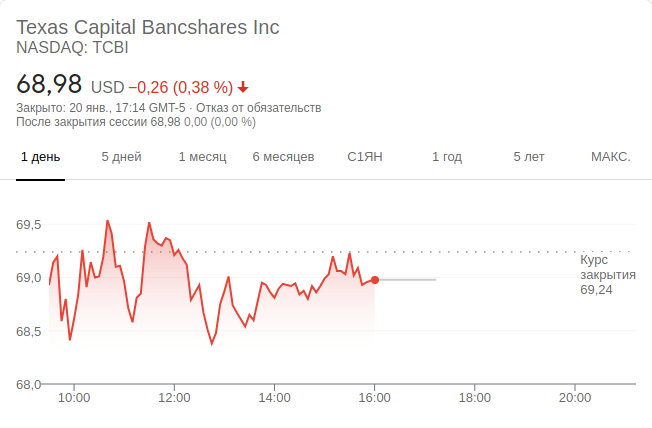 Texas Capital Bancshares Inc
NASDAQ: TCBI
68,98 USD −0,26 (0,38 %)
Закрыто: 20 янв., 17:14 GMT-5 · Отказ от обязательств
После закрытия сессии 68,98 0,00 (0,00 %)
1 день 5 дней 1 месяц 6 месяцев С1ЯН 1 год 5 лет МАКС.
69,5
Курс
закрытия
69,24
69,0
68,5
68,0
10:00 12:00 14:00 16:00 18:00 20:00